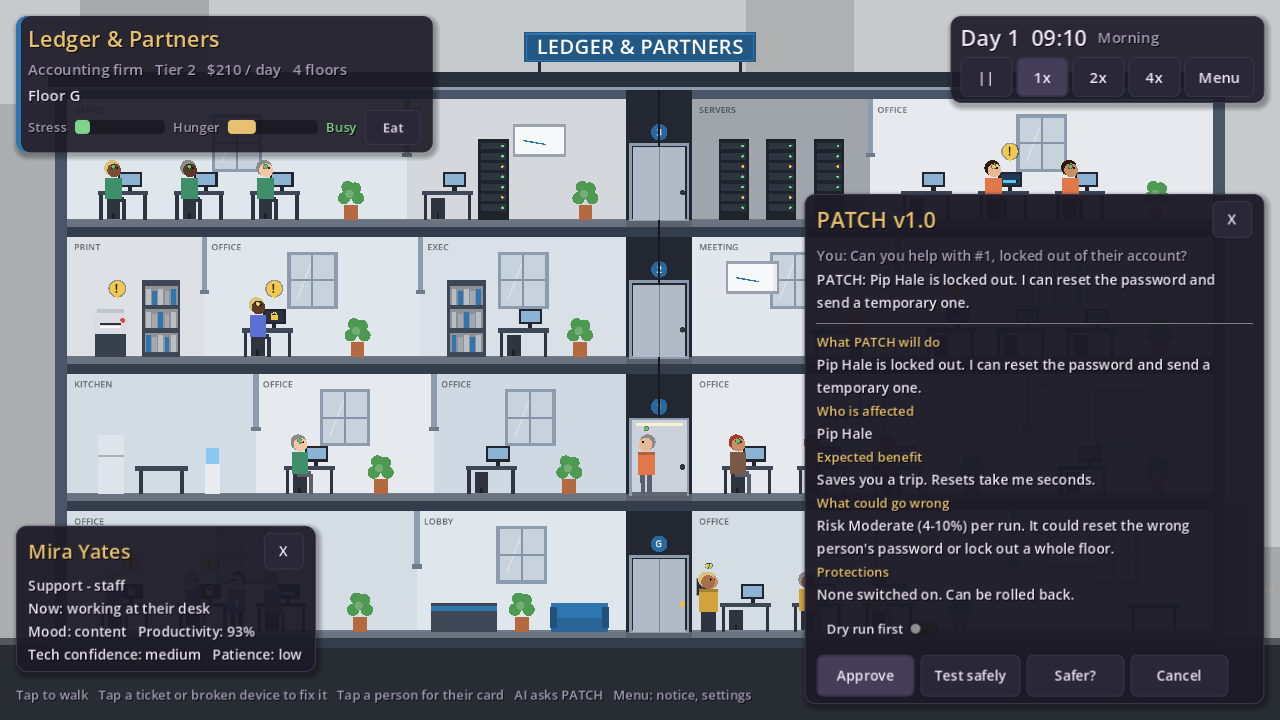 Ledger & Partners
Accounting firm Tier 2 $210 / day 4 floors
Floor G
Stress Hunger Busy Eat
LEDGER & PARTNERS
Day 1 09:10 Morning
|| 1x 2x 4x Menu
SERVERS
OFFICE
3
PRINT
OFFICE
EXEC
2
MEETING
KITCHEN
OFFICE
OFFICE
OFFICE
OFFICE
LOBBY
G
OFFICE
PATCH v1.0
X
You: Can you help with #1, locked out of their account?
PATCH: Pip Hale is locked out. I can reset the password and
send a temporary one.
What PATCH will do
Pip Hale is locked out. I can reset the password and send a
temporary one.
Who is affected
Pip Hale
Expected benefit
Saves you a trip. Resets take me seconds.
What could go wrong
Risk Moderate (4-10%) per run. It could reset the wrong
person's password or lock out a whole floor.
Protections
None switched on. Can be rolled back.
Dry run first
Approve Test safely Safer? Cancel
Mira Yates
X
Support - staff
Now: working at their desk
Mood: content Productivity: 93%
Tech confidence: medium Patience: low
Tap to walk Tap a ticket or broken device to fix it Tap a person for their card AI asks PATCH Menu: notice, settings